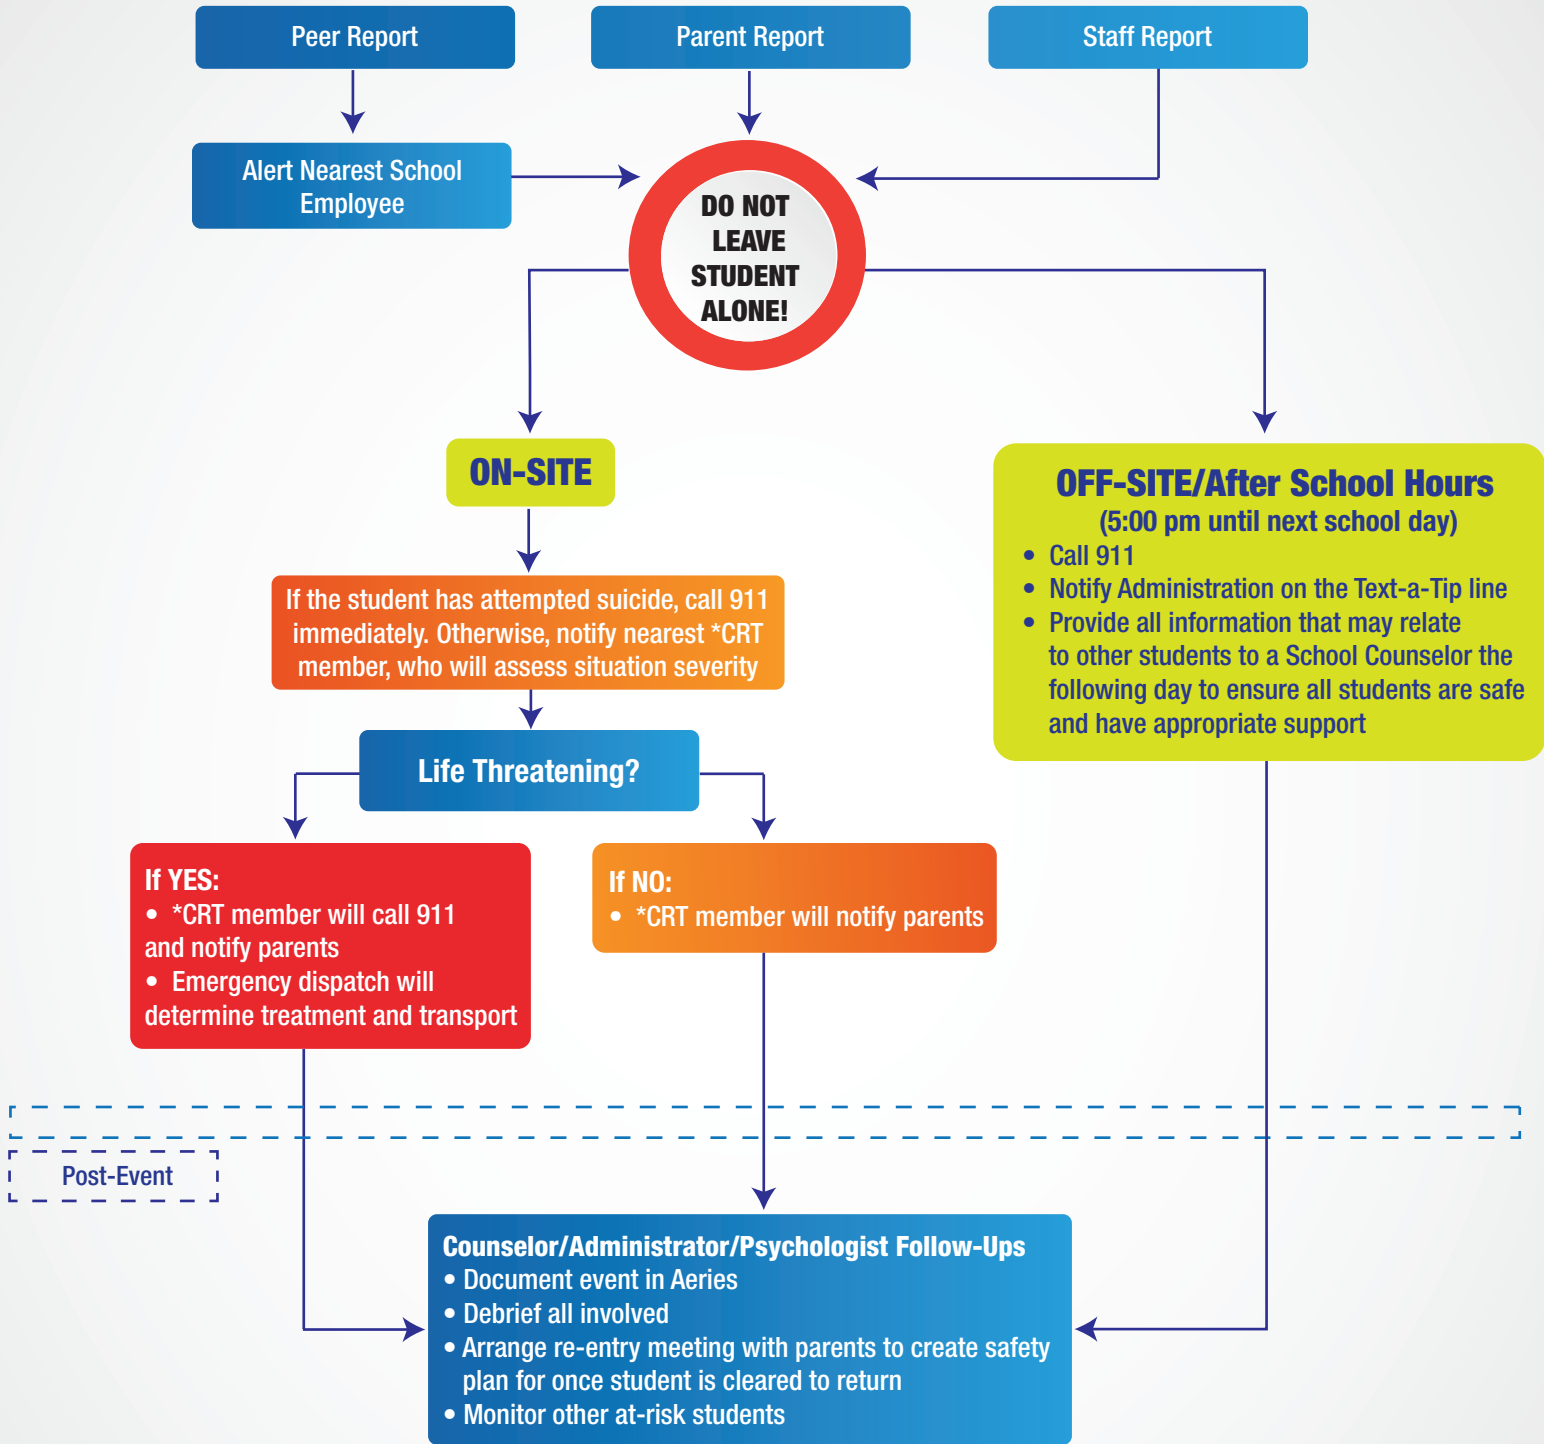 Peer Report
Parent Report
Staff Report
Alert Nearest School
Employee
DO NOT
LEAVE
STUDENT
ALONE!
ON-SITE
If the student has attempted suicide, call 911
immediately. Otherwise, notify nearest *CRT
member, who will assess situation severity
Life Threatening?
If YES:
• *CRT member will call 911
and notify parents
• Emergency dispatch will
determine treatment and transport
If NO:
• *CRT member will notify parents
OFF-SITE/After School Hours
(5:00 pm until next school day)
• Call 911
• Notify Administration on the Text-a-Tip line
• Provide all information that may relate
to other students to a School Counselor the
following day to ensure all students are safe
and have appropriate support
Post-Event
Counselor/Administrator/Psychologist Follow-Ups
• Document event in Aeries
• Debrief all involved
• Arrange re-entry meeting with parents to create safety
plan for once student is cleared to return
• Monitor other at-risk students